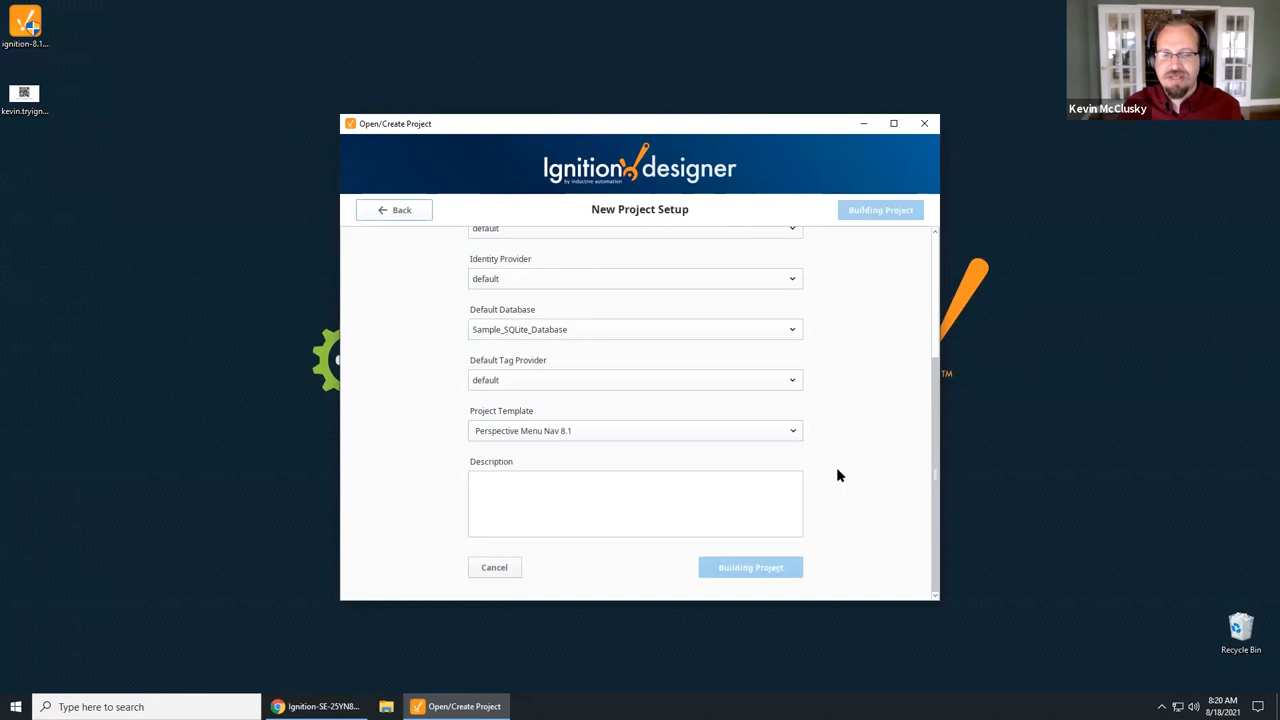 ignition-8.1...
kevin.tryign...
Kevin McClusky
Open/Create Project
Ignition designer
by inductive automation
Back
New Project Setup
Building Project
default
Identity Provider
default
Default Database
Sample_SQLite_Database
Default Tag Provider
default
TM
Project Template
Perspective Menu Nav 8.1
Description
Cancel
Building Project
Recycle Bin
Type here to search
Ignition-SE-25YN8...
Open/Create Project
8:20 AM
8/18/2021